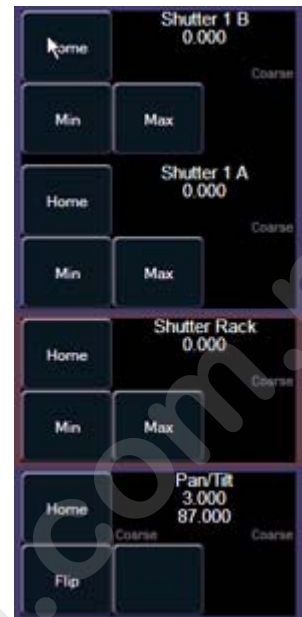 Home
Shutter 1 B
0.000
Coarse
Min Max
Home
Shutter 1 A
0.000
Coarse
Min Max
Home
Shutter Rack
0.000
Coarse
Min Max
Home
Pan/Tilt
3.000
87.000
Coarse Coarse
Flip